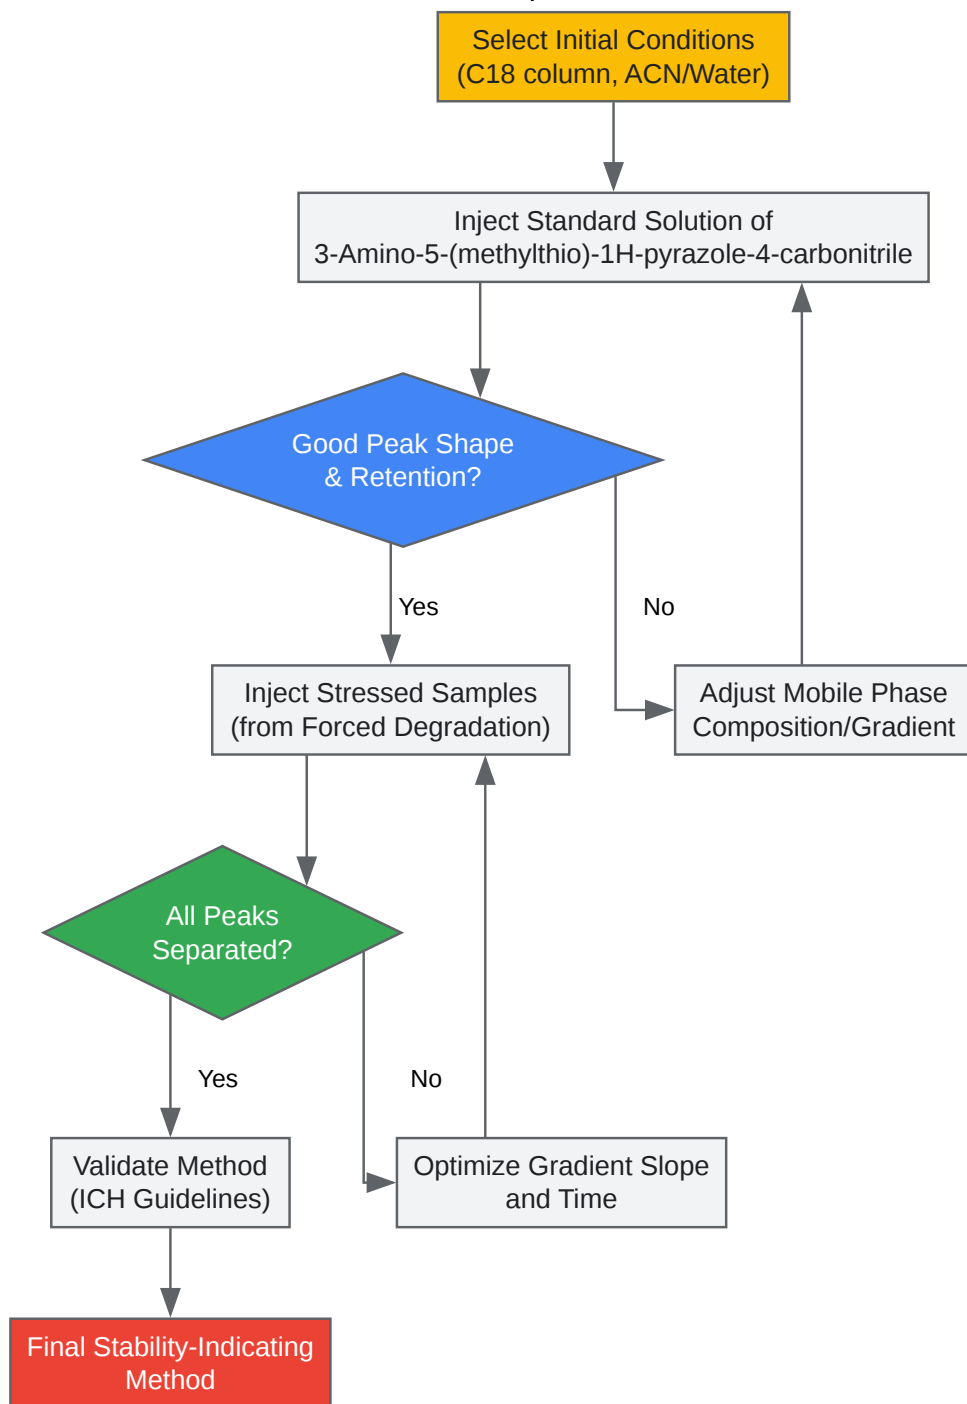 Select Initial Conditions
(C18 column, ACN/Water)
Inject Standard Solution of
3-Amino-5-(methylthio)-1H-pyrazole-4-carbonitrile
Good Peak Shape
& Retention?
Yes
No
Inject Stressed Samples
(from Forced Degradation)
Adjust Mobile Phase
Composition/Gradient
All Peaks
Separated?
Yes
No
Validate Method
(ICH Guidelines)
Optimize Gradient Slope
and Time
Final Stability-Indicating
Method